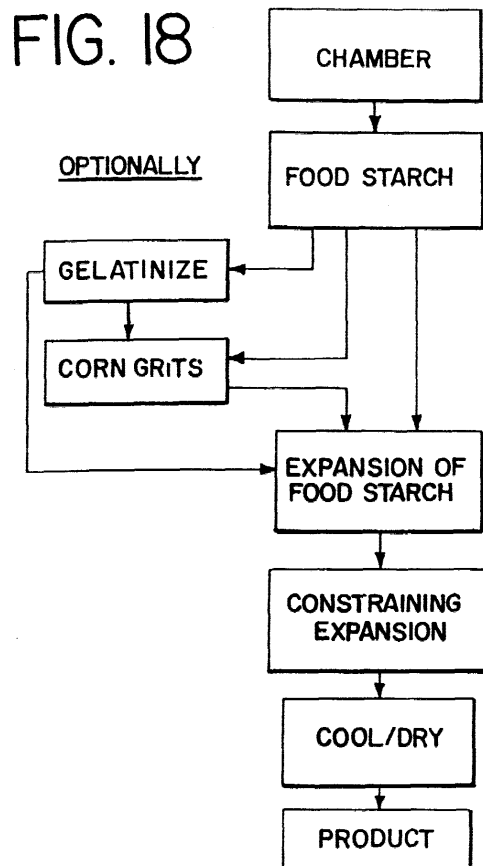 FIG. 18
CHAMBER
OPTIONALLY
FOOD STARCH
GELATINIZE
CORN GRiTS
EXPANSION OF
FOOD STARCH
CONSTRAINING
EXPANSION
COOL/DRY
PRODUCT